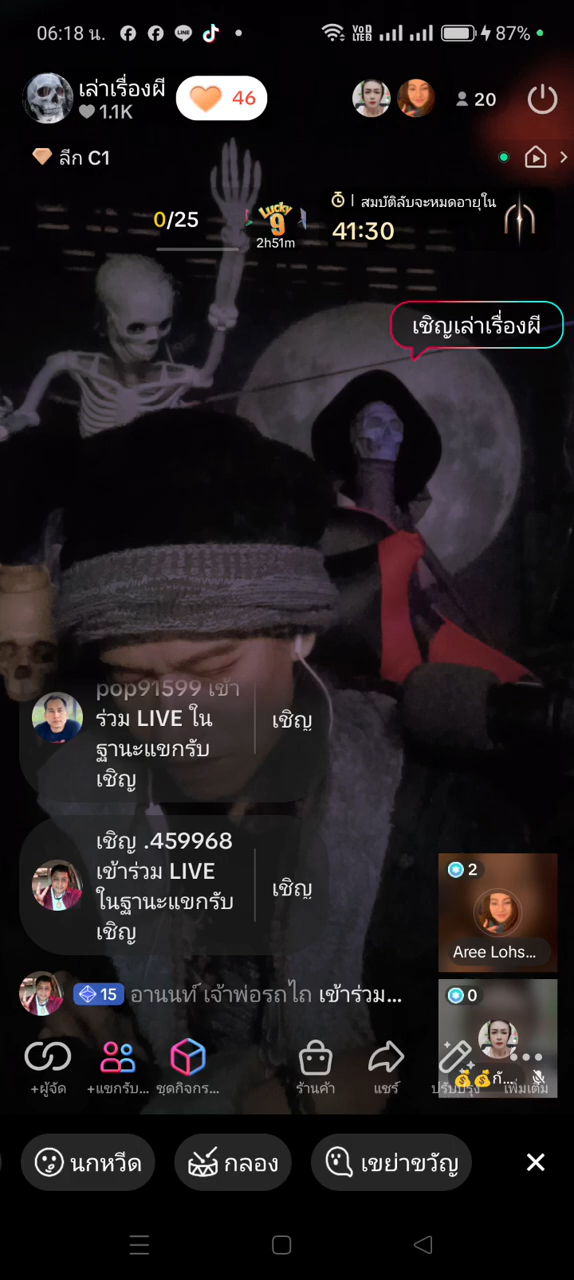 06:18 น.
VoD LTED
87%
เล่าเรื่องผี
1.1K
46
20
ลีก C1
0/25
Lucky 9
2h51m
สมบัติลับจะหมดอายุใน
41:30
เชิญเล่าเรื่องผี
pop91599 เข้า
ร่วม LIVE ใน
ฐานะแขกรับ
เชิญ
เชิญ
เชิญ .459968
เข้าร่วม LIVE
ในฐานะแขกรับ
เชิญ
เชิญ
2
Aree Lohs...
15 อานนท์ เจ้าพ่อรถไถ เข้าร่วม...
0
กั...
+ผู้จัด
+แขกรับ...
ชุดกิจกร...
ร้านค้า
แชร์
ปรับปรุง
เพิ่มเติม
นกหวีด
กลอง
เขย่าขวัญ